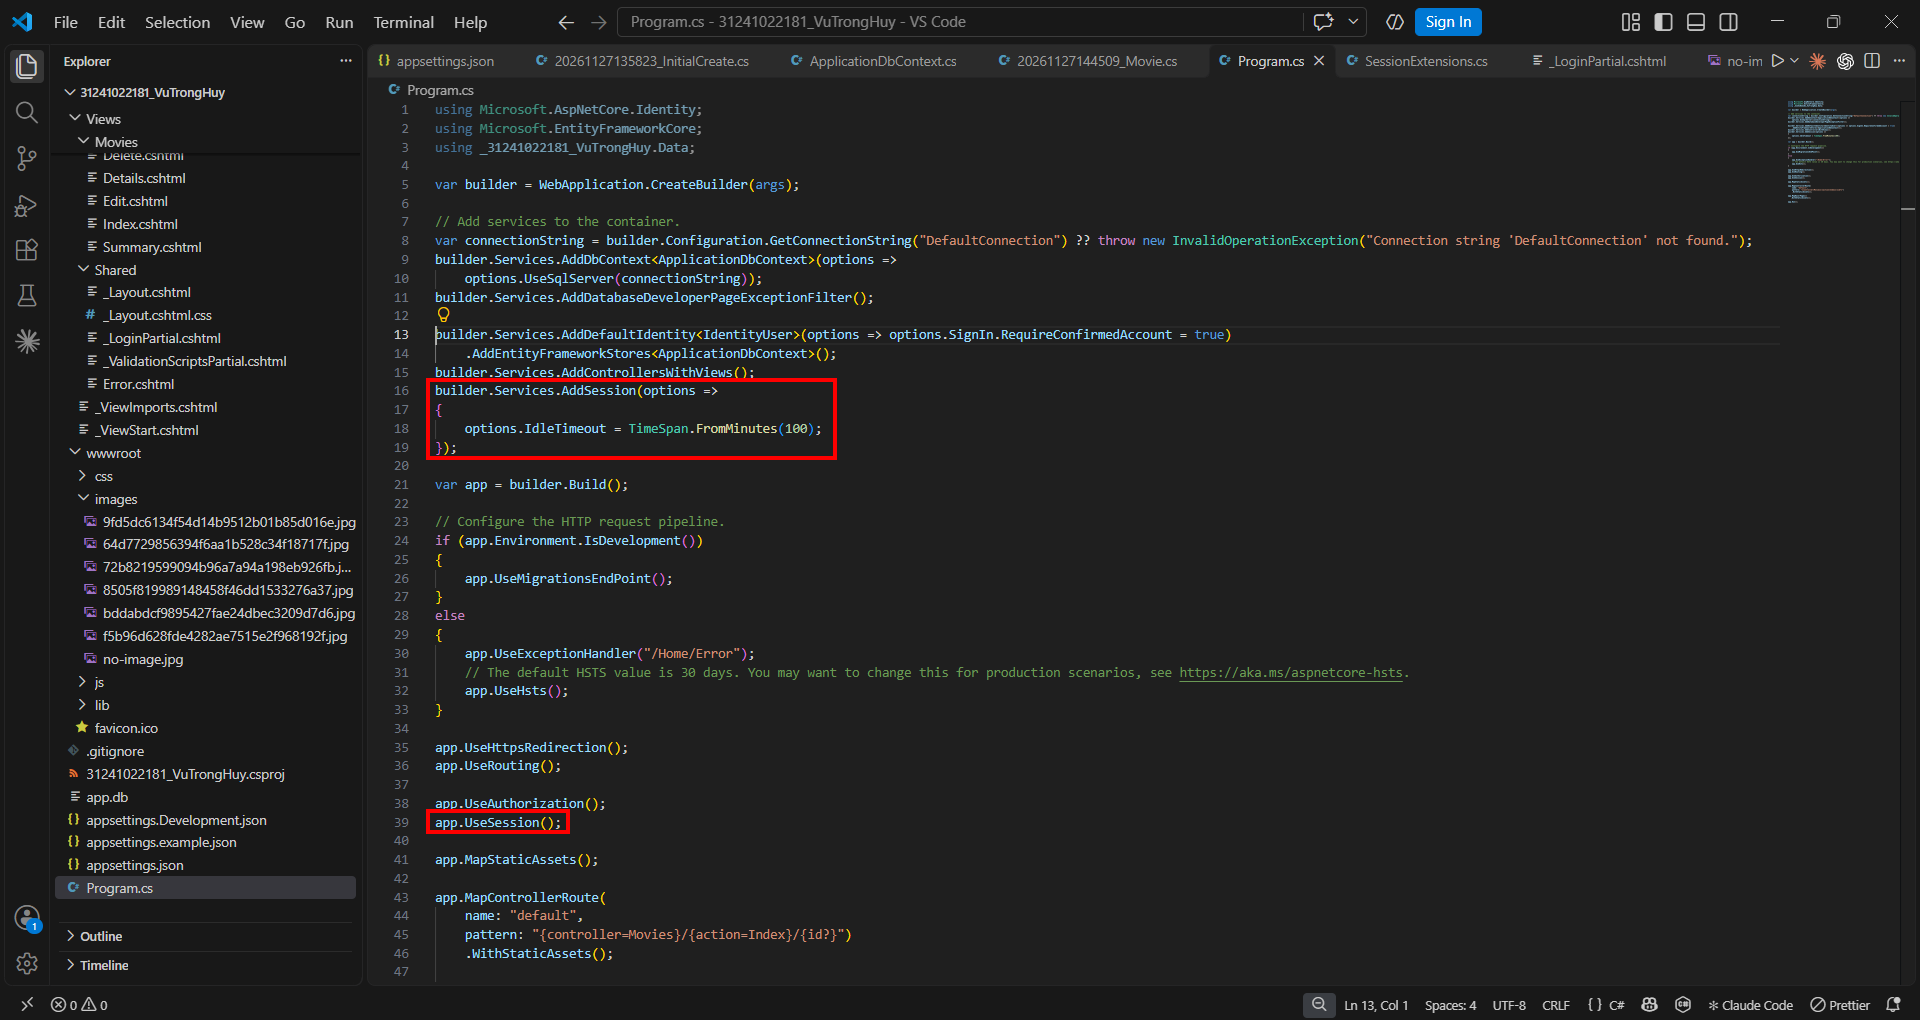 File Edit Selection View Go Run Terminal Help
Program.cs - 31241022181_VuTrongHuy - VS Code
Sign In
Explorer
31241022181_VuTrongHuy
Views
Movies
Delete.cshtml
Details.cshtml
Edit.cshtml
Index.cshtml
Summary.cshtml
Shared
_Layout.cshtml
_Layout.cshtml.css
_LoginPartial.cshtml
_ValidationScriptsPartial.cshtml
Error.cshtml
_ViewImports.cshtml
_ViewStart.cshtml
wwwroot
css
images
9fd5dc6134f54d14b9512b01b85d016e.jpg
64d7729856394f6aa1b528c34f18717f.jpg
72b8219599094b96a7a94a198eb926fb.j...
8505f819989148458f46dd1533276a37.jpg
bddabdcf9895427fae24dbec3209d7d6.jpg
f5b96d628fde4282ae7515e2f968192f.jpg
no-image.jpg
js
lib
favicon.ico
.gitignore
31241022181_VuTrongHuy.csproj
app.db
appsettings.Development.json
appsettings.example.json
appsettings.json
Program.cs
Outline
Timeline
appsettings.json 20261127135823_InitialCreate.cs ApplicationDbContext.cs 20261127144509_Movie.cs Program.cs SessionExtensions.cs _LoginPartial.cshtml no-im
Program.cs
1 using Microsoft.AspNetCore.Identity;
2 using Microsoft.EntityFrameworkCore;
3 using _31241022181_VuTrongHuy.Data;
4
5 var builder = WebApplication.CreateBuilder(args);
6
7 // Add services to the container.
8 var connectionString = builder.Configuration.GetConnectionString("DefaultConnection") ?? throw new InvalidOperationException("Connection string 'DefaultConnection' not found.");
9 builder.Services.AddDbContext<ApplicationDbContext>(options =>
10 options.UseSqlServer(connectionString));
11 builder.Services.AddDatabaseDeveloperPageExceptionFilter();
12
13 builder.Services.AddDefaultIdentity<IdentityUser>(options => options.SignIn.RequireConfirmedAccount = true)
14 .AddEntityFrameworkStores<ApplicationDbContext>();
15 builder.Services.AddControllersWithViews();
16 builder.Services.AddSession(options =>
17 {
18 options.IdleTimeout = TimeSpan.FromMinutes(100);
19 });
20
21 var app = builder.Build();
22
23 // Configure the HTTP request pipeline.
24 if (app.Environment.IsDevelopment())
25 {
26 app.UseMigrationsEndPoint();
27 }
28 else
29 {
30 app.UseExceptionHandler("/Home/Error");
31 // The default HSTS value is 30 days. You may want to change this for production scenarios, see https://aka.ms/aspnetcore-hsts.
32 app.UseHsts();
33 }
34
35 app.UseHttpsRedirection();
36 app.UseRouting();
37
38 app.UseAuthorization();
39 app.UseSession();
40
41 app.MapStaticAssets();
42
43 app.MapControllerRoute(
44 name: "default",
45 pattern: "{controller=Movies}/{action=Index}/{id?}")
46 .WithStaticAssets();
47
1
0 0
Ln 13, Col 1 Spaces: 4 UTF-8 CRLF {} C# Claude Code Prettier